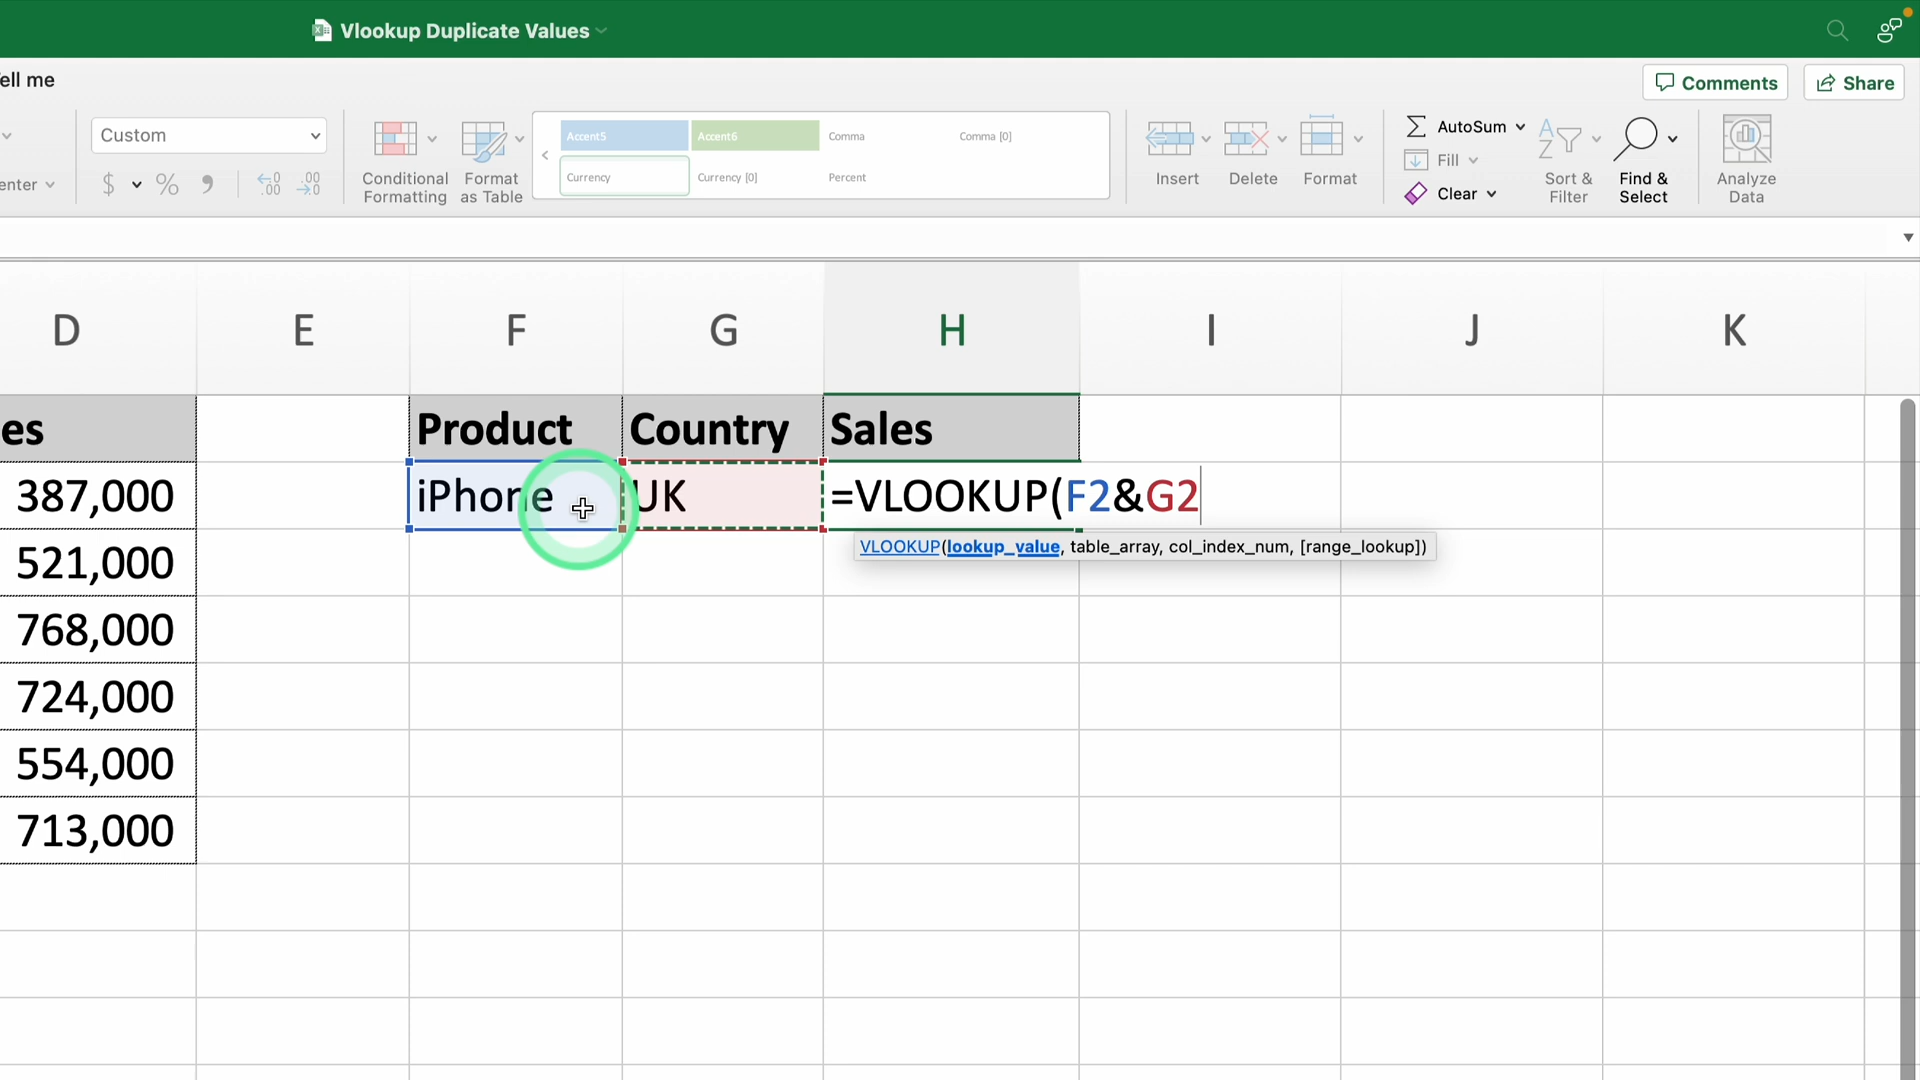 Vlookup Duplicate Values
ell me
Comments
Share
Custom
Accent5
Accent6
Comma
Comma [0]
Currency
Currency [0]
Percent
Conditional Formatting
Format as Table
Insert
Delete
Format
AutoSum
Fill
Clear
Sort & Filter
Find & Select
Analyze Data
enter
$ % .00 .00
D E F G H I J K
es Product Country Sales
387,000 iPhone UK =VLOOKUP(F2&G2
VLOOKUP(lookup_value, table_array, col_index_num, [range_lookup])
521,000
768,000
724,000
554,000
713,000